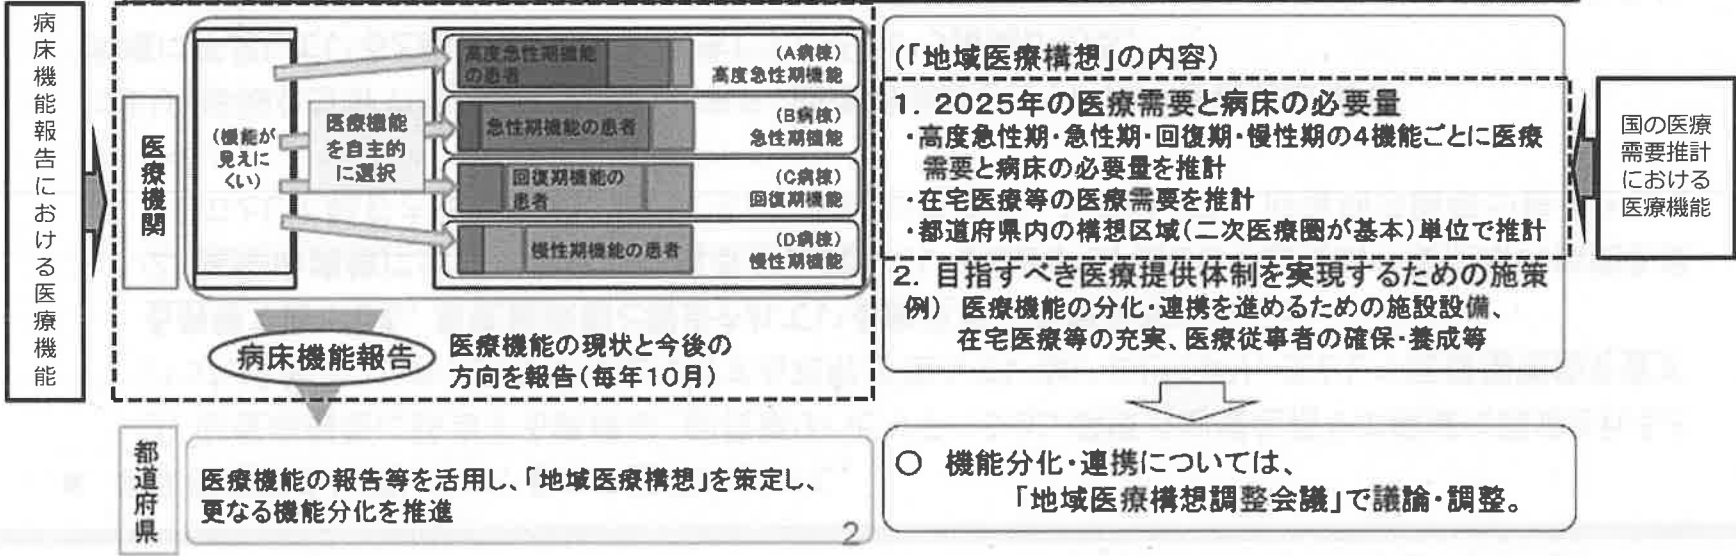 病床機能報告における医療機能
医療機関
(機能が
見えに
くい)
医療機能
を自主的
に選択
高度急性期機能
の患者
(A病棟)
高度急性期機能
急性期機能の患者
(B病棟)
急性期機能
回復期機能の
患者
(C病棟)
回復期機能
慢性期機能の患者
(D病棟)
慢性期機能
病床機能報告
医療機能の現状と今後の
方向を報告(毎年10月)
都道府県
医療機能の報告等を活用し、「地域医療構想」を策定し、
更なる機能分化を推進
2
(「地域医療構想」の内容)
1. 2025年の医療需要と病床の必要量
・高度急性期・急性期・回復期・慢性期の4機能ごとに医療
需要と病床の必要量を推計
・在宅医療等の医療需要を推計
・都道府県内の構想区域(二次医療圏が基本)単位で推計
2. 目指すべき医療提供体制を実現するための施策
例) 医療機能の分化・連携を進めるための施設設備、
在宅医療等の充実、医療従事者の確保・養成等
○ 機能分化・連携については、
「地域医療構想調整会議」で議論・調整。
国の医療
需要推計
における
医療機能